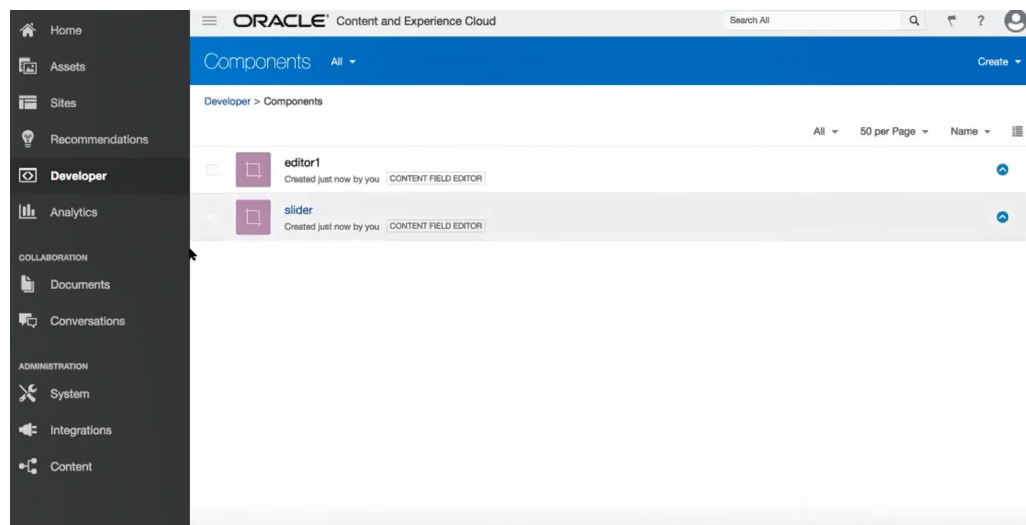 Home
Assets
Sites
Recommendations
Developer
Analytics
COLLABORATION
Documents
Conversations
ADMINISTRATION
System
Integrations
Content
ORACLE® Content and Experience Cloud
Search All
?
Components All
Create
Developer > Components
All 50 per Page Name
editor1
Created just now by you CONTENT FIELD EDITOR
slider
Created just now by you CONTENT FIELD EDITOR